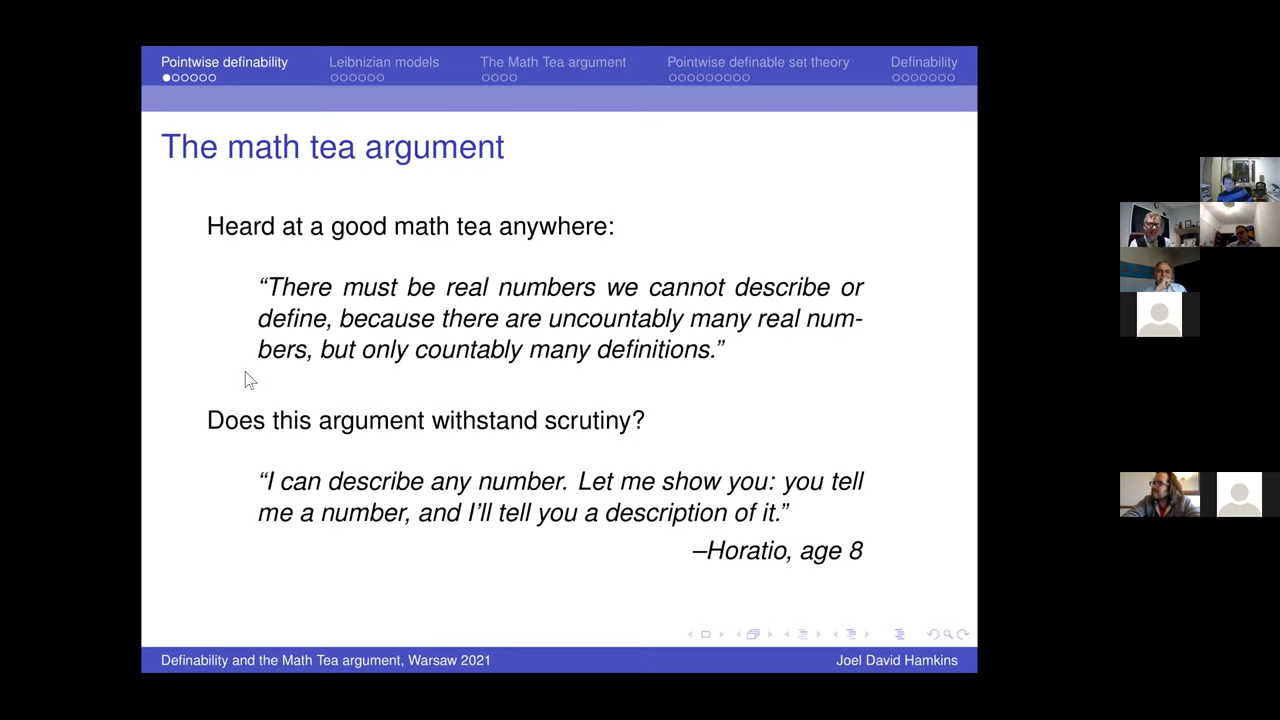 Pointwise definability Leibnizian models The Math Tea argument Pointwise definable set theory Definability
The math tea argument
Heard at a good math tea anywhere:
“There must be real numbers we cannot describe or
define, because there are uncountably many real num-
bers, but only countably many definitions.”
Does this argument withstand scrutiny?
“I can describe any number. Let me show you: you tell
me a number, and I’ll tell you a description of it.”
–Horatio, age 8
Definability and the Math Tea argument, Warsaw 2021 Joel David Hamkins